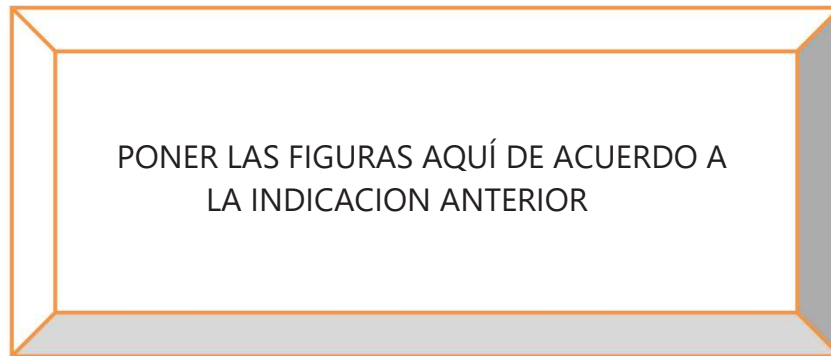 PONER LAS FIGURAS AQUÍ DE ACUERDO A
LA INDICACION ANTERIOR